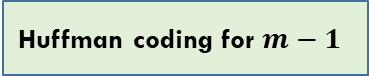 Huffman coding for m − 1